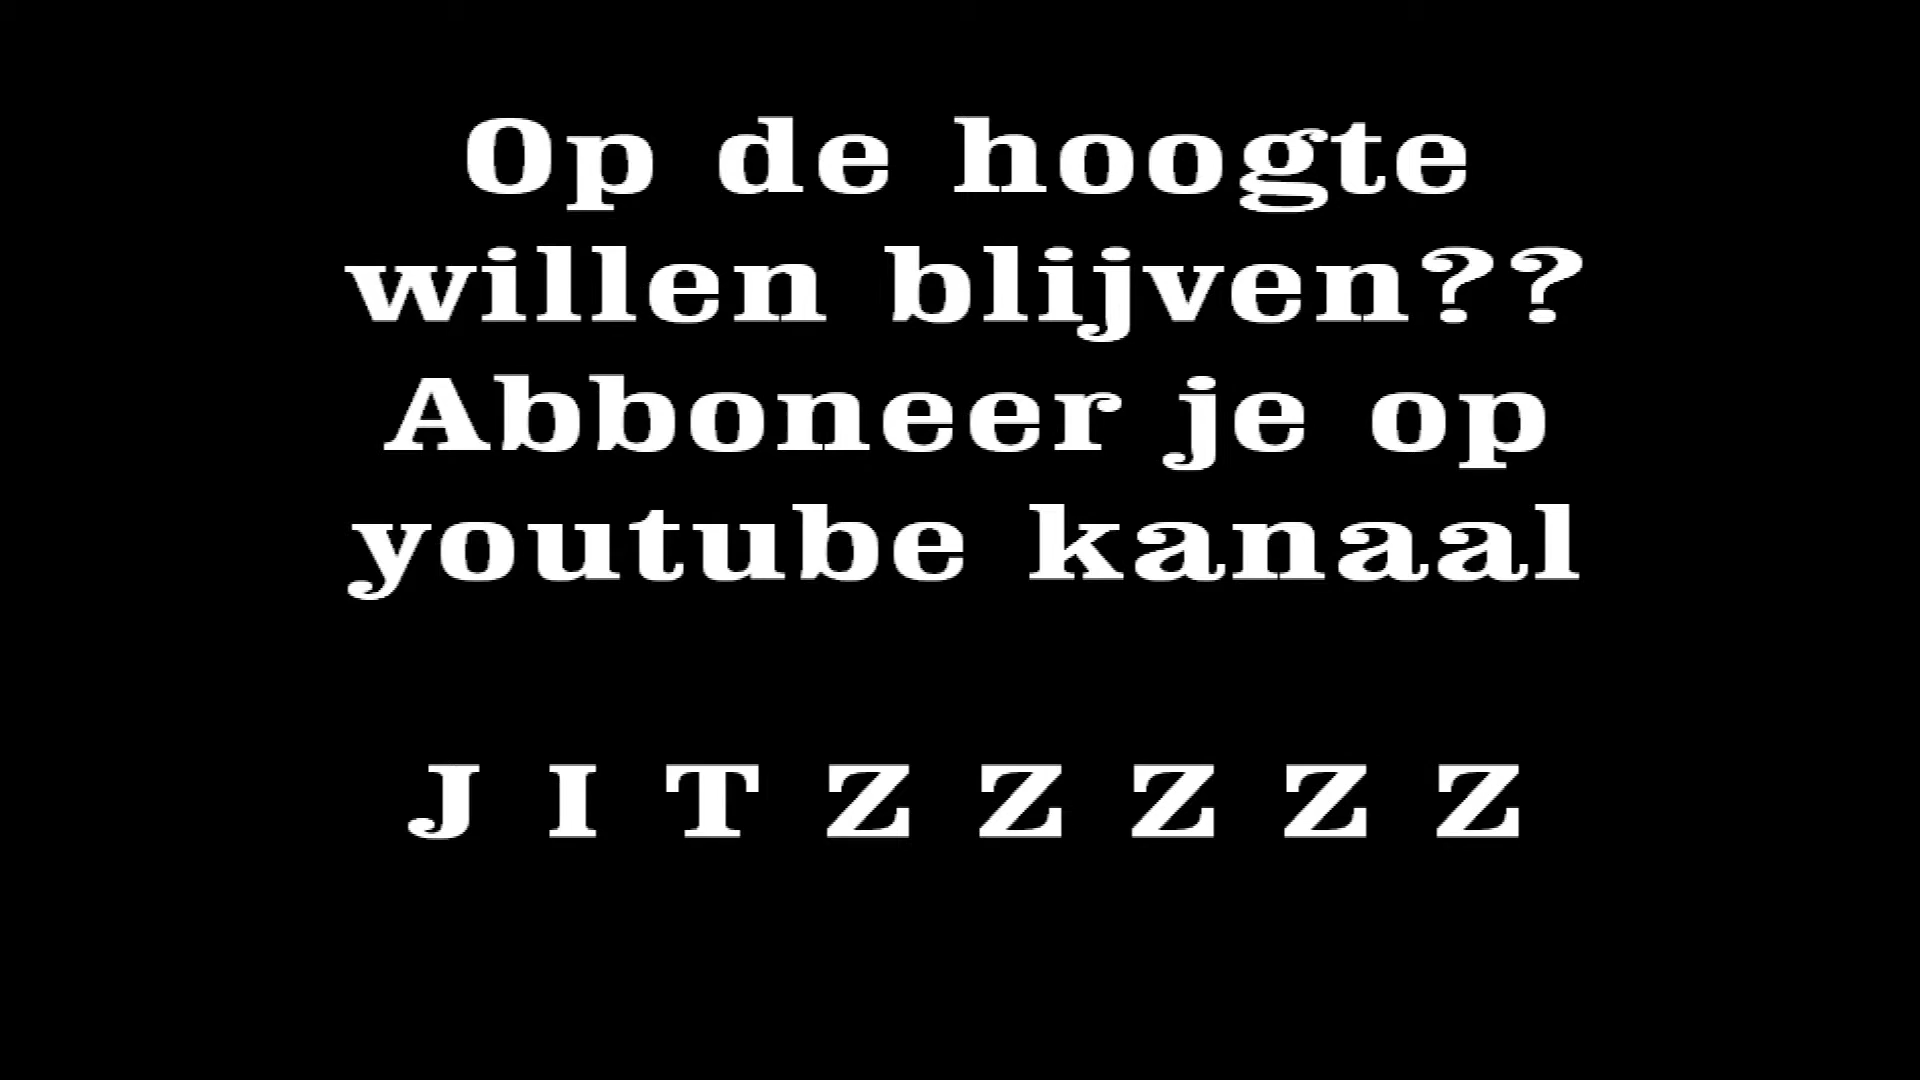 Op de hoogte
willen blijven??
Abboneer je op
youtube kanaal
J I T Z Z Z Z Z